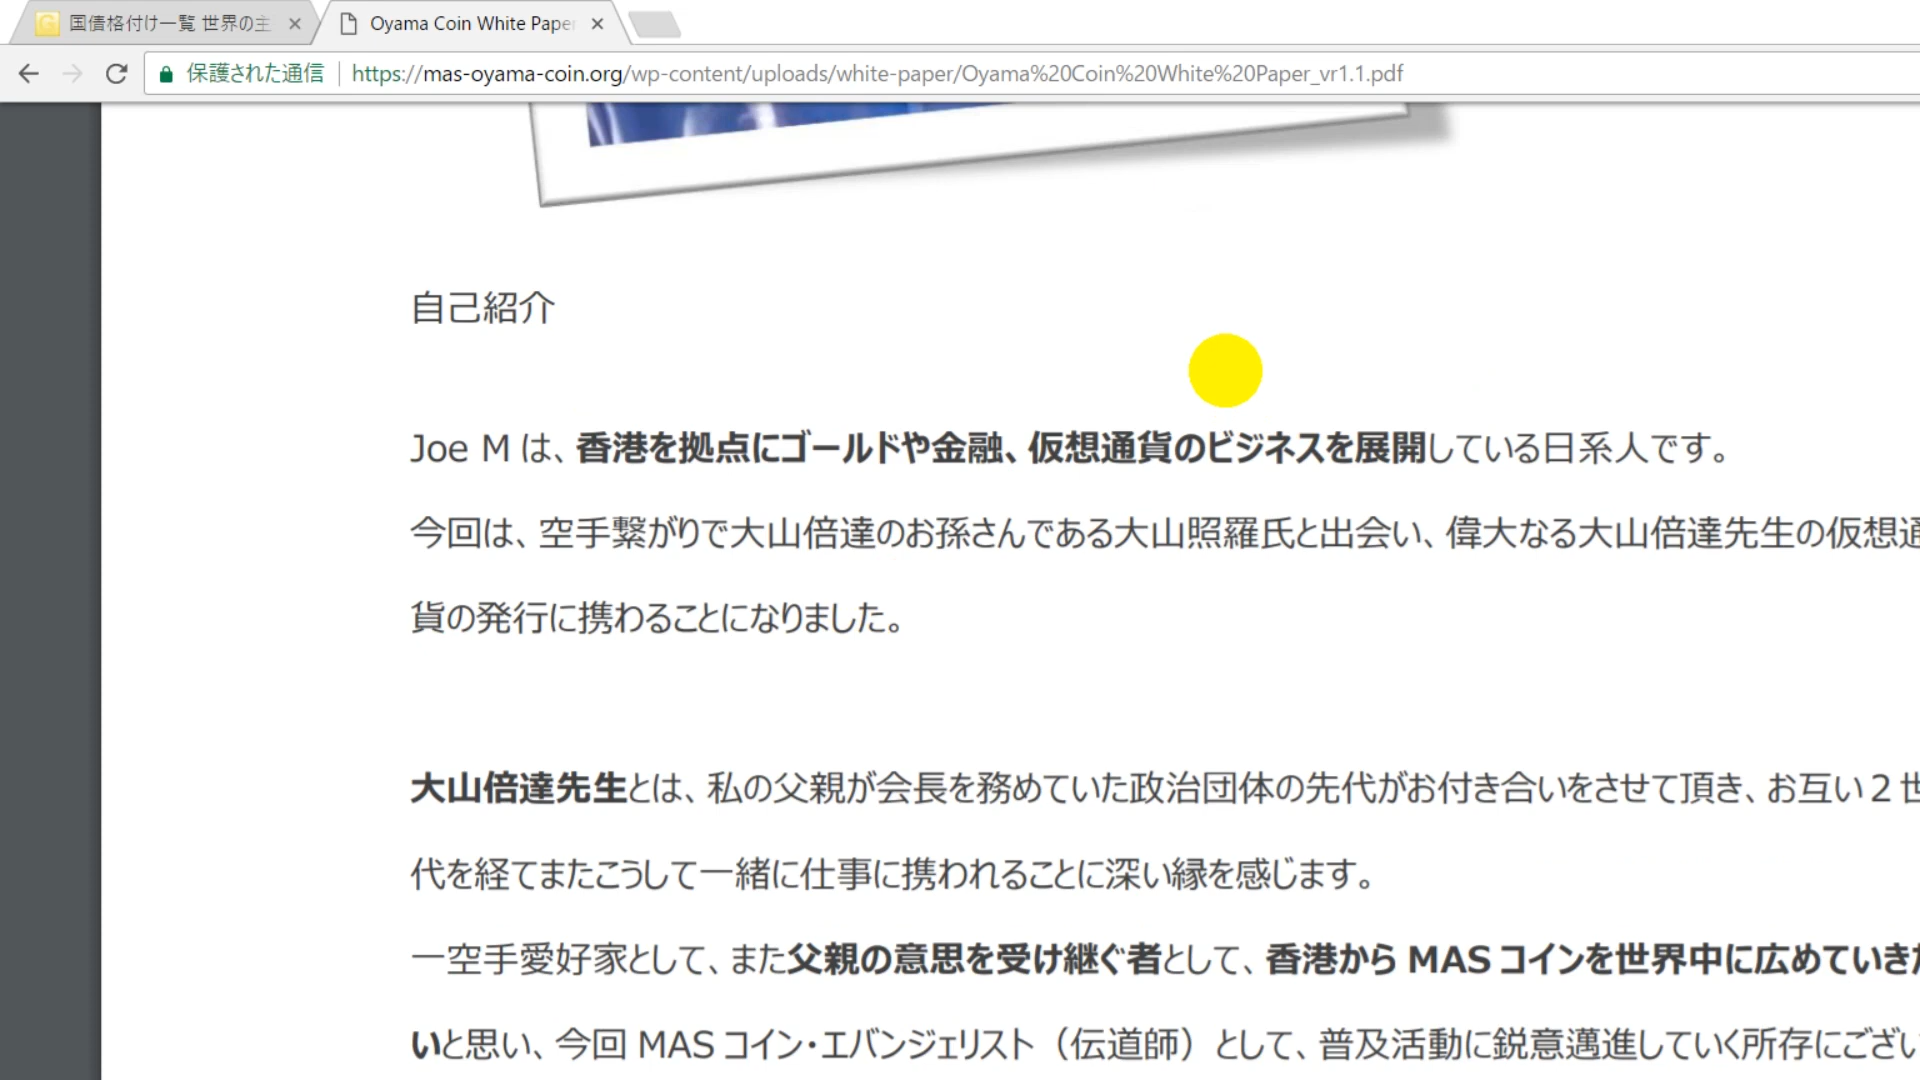 国債格付け一覧 世界の主
Oyama Coin White Paper
保護された通信
https://mas-oyama-coin.org/wp-content/uploads/white-paper/Oyama%20Coin%20White%20Paper_vr1.1.pdf
自己紹介
Joe M は、香港を拠点にゴールドや金融、仮想通貨のビジネスを展開している日系人です。
今回は、空手繋がりで大山倍達のお孫さんである大山照羅氏と出会い、偉大なる大山倍達先生の仮想通
貨の発行に携わることになりました。
大山倍達先生とは、私の父親が会長を務めていた政治団体の先代がお付き合いをさせて頂き、お互い２世
代を経てまたこうして一緒に仕事に携われることに深い縁を感じます。
一空手愛好家として、また父親の意思を受け継ぐ者として、香港から MAS コインを世界中に広めていきた
いと思い、今回 MAS コイン・エバンジェリスト（伝道師）として、普及活動に鋭意邁進していく所存にござい